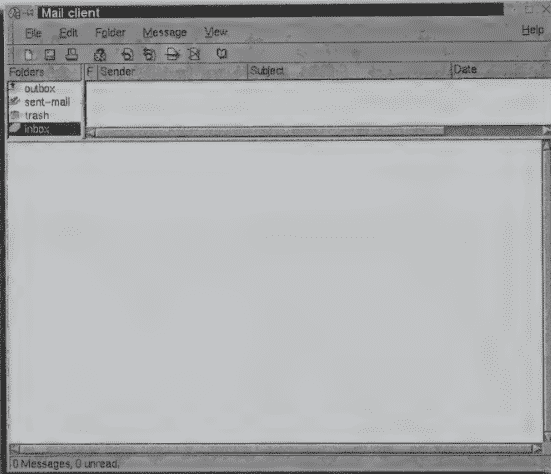 Mail client
File Edit Folder Message View Help
Folders F Sender Subject Date
outbox
sent-mail
trash
inbox
0 Messages, 0 unread.